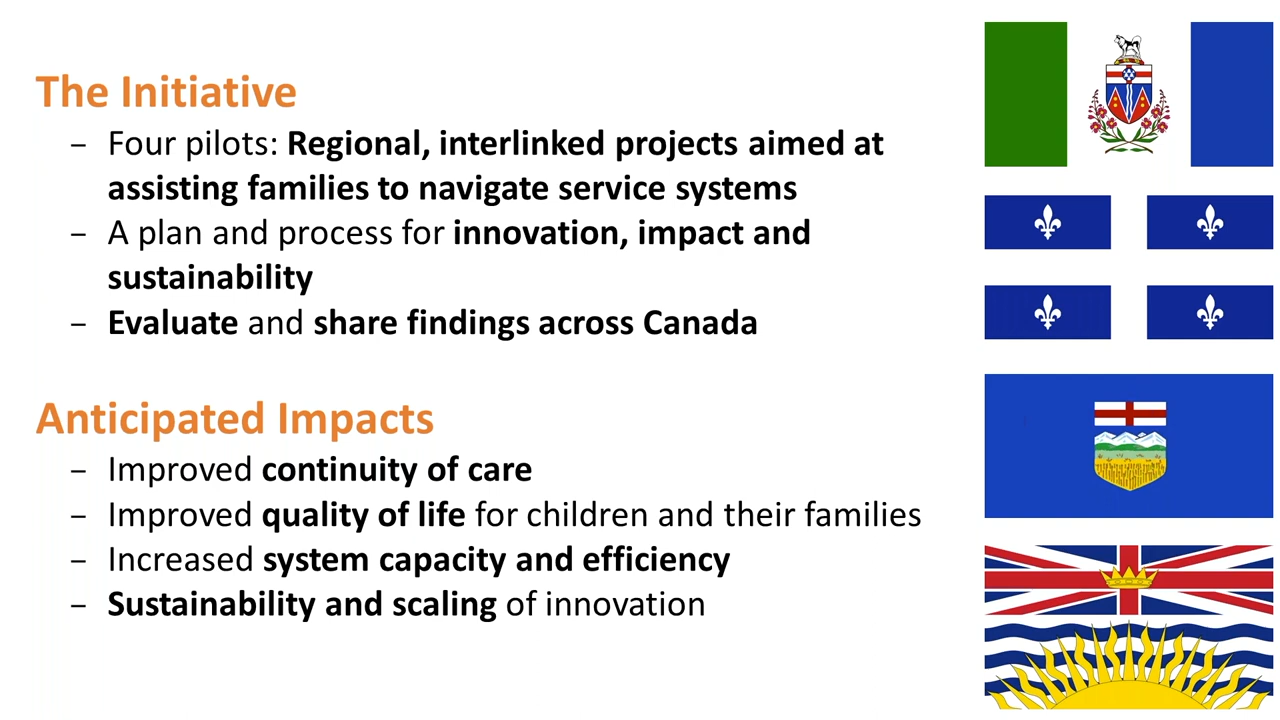 The Initiative
– Four pilots: Regional, interlinked projects aimed at
assisting families to navigate service systems
– A plan and process for innovation, impact and
sustainability
– Evaluate and share findings across Canada
Anticipated Impacts
– Improved continuity of care
– Improved quality of life for children and their families
– Increased system capacity and efficiency
– Sustainability and scaling of innovation